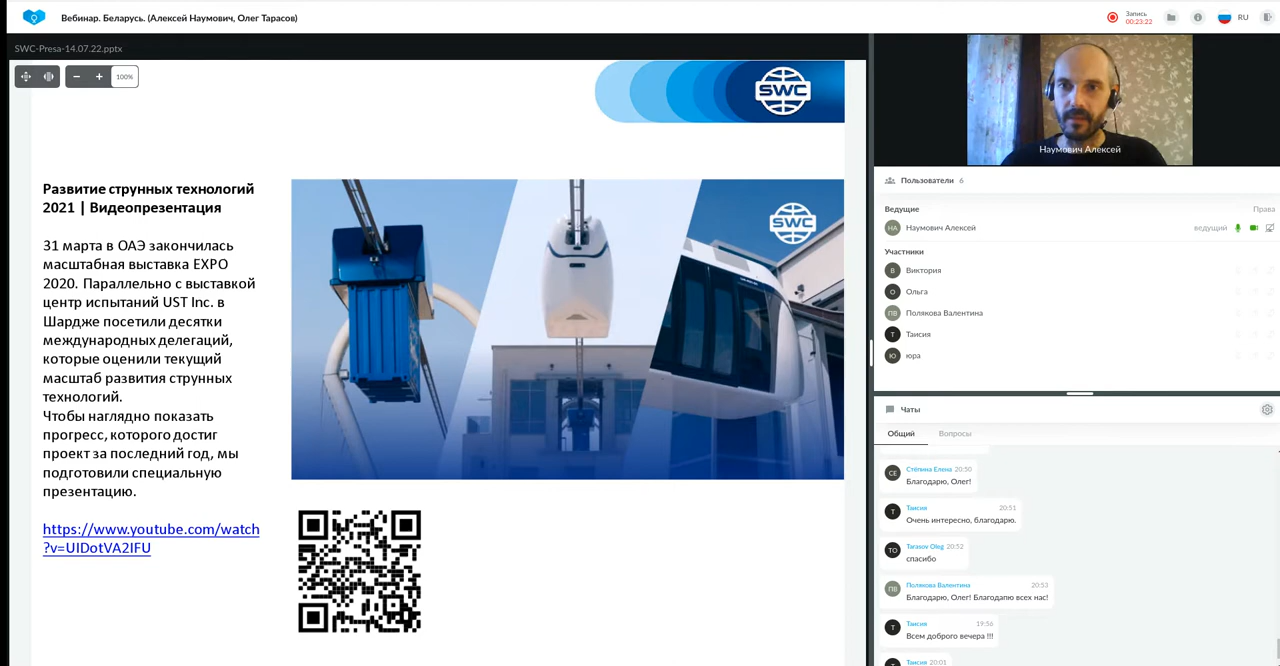 Вебинар. Беларусь. (Алексей Наумович, Олег Тарасов)
Запись
00:23:22
RU
SWC-Presa-14.07.22.pptx
100%
SWC
Развитие струнных технологий
2021 | Видеопрезентация
31 марта в ОАЭ закончилась
масштабная выставка EXPO
2020. Параллельно с выставкой
центр испытаний UST Inc. в
Шардже посетили десятки
международных делегаций,
которые оценили текущий
масштаб развития струнных
технологий.
Чтобы наглядно показать
прогресс, которого достиг
проект за последний год, мы
подготовили специальную
презентацию.
https://www.youtube.com/watch
?v=UIDotVA2IFU
SWC
Наумович Алексей
Пользователи 6
Ведущие Права
НА Наумович Алексей ведущий
Участники
В Виктория
О Ольга
ПВ Полякова Валентина
Т Таисия
Ю юра
Чаты
Общий Вопросы
СЕ Стёпина Елена 20:50
Благодарю, Олег!
Т Таисия 20:51
Очень интересно, благодарю.
TO Tarasov Oleg 20:52
спасибо
ПВ Полякова Валентина 20:53
Благодарю, Олег! Благодапю всех нас!
Т Таисия 19:56
Всем доброго вечера !!!
Т Таисия 20:01